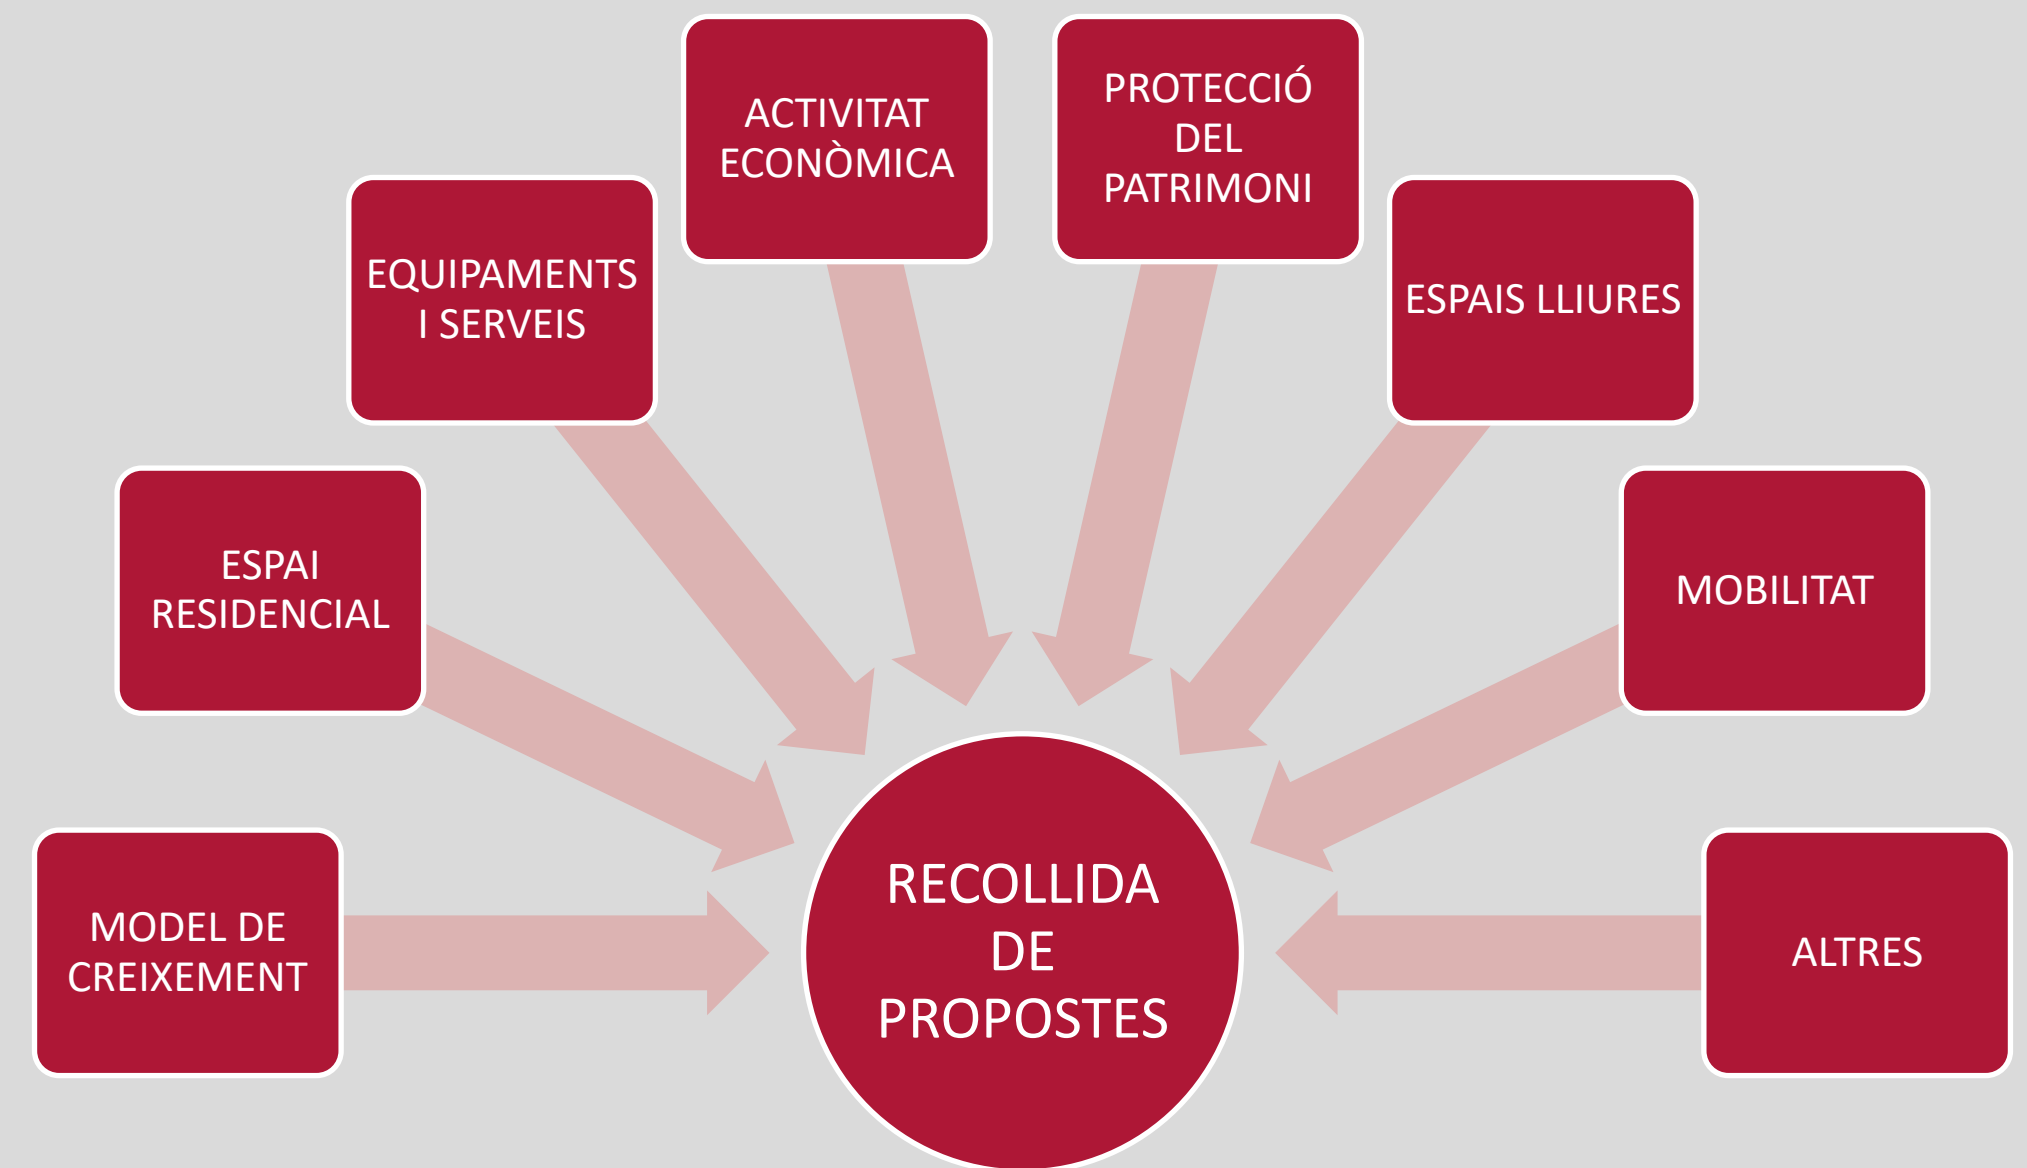 ACTIVITAT
ECONÒMICA
PROTECCIÓ
DEL
PATRIMONI
EQUIPAMENTS
I SERVEIS
ESPAIS LLIURES
ESPAI
RESIDENCIAL
MOBILITAT
MODEL DE
CREIXEMENT
RECOLLIDA
DE
PROPOSTES
ALTRES